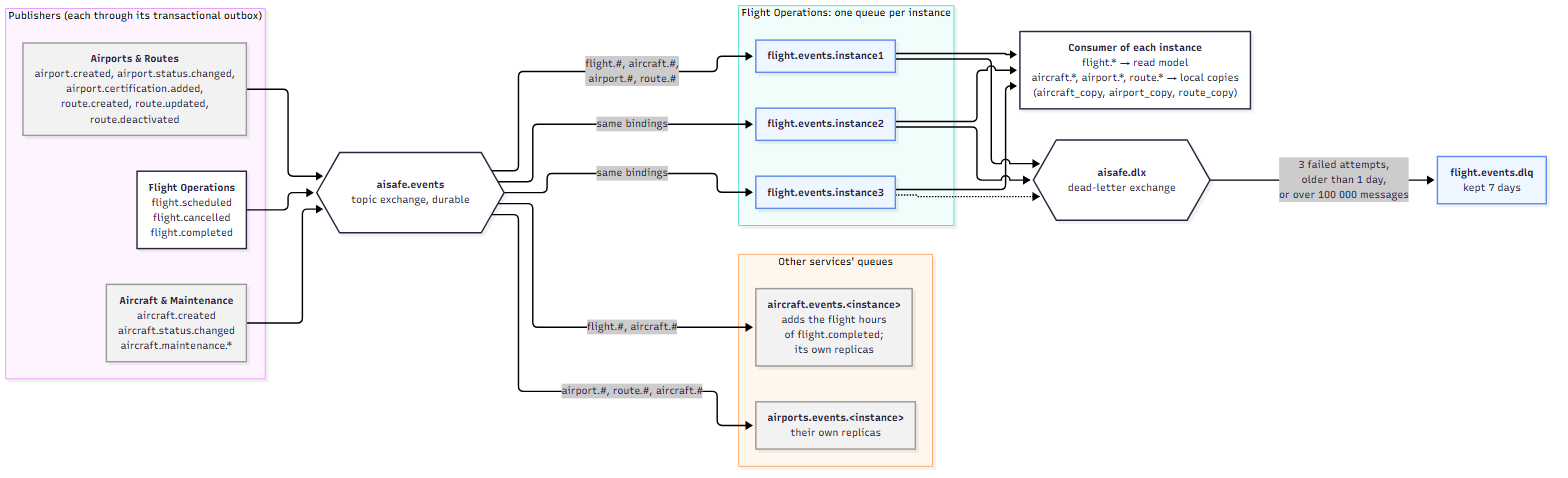 Publishers (each through its transactional outbox)
Airports & Routes
airport.created, airport.status.changed,
airport.certification.added,
route.created, route.updated,
route.deactivated
Flight Operations
flight.scheduled
flight.cancelled
flight.completed
Aircraft & Maintenance
aircraft.created
aircraft.status.changed
aircraft.maintenance.*
aisafe.events
topic exchange, durable
flight.#, aircraft.#,
airport.#, route.#
same bindings
same bindings
flight.#, aircraft.#
airport.#, route.#, aircraft.#
Flight Operations: one queue per instance
flight.events.instance1
flight.events.instance2
flight.events.instance3
Other services' queues
aircraft.events.<instance>
adds the flight hours
of flight.completed;
its own replicas
airports.events.<instance>
their own replicas
Consumer of each instance
flight.* → read model
aircraft.*, airport.*, route.* → local copies
(aircraft_copy, airport_copy, route_copy)
aisafe.dlx
dead-letter exchange
3 failed attempts,
older than 1 day,
or over 100 000 messages
flight.events.dlq
kept 7 days